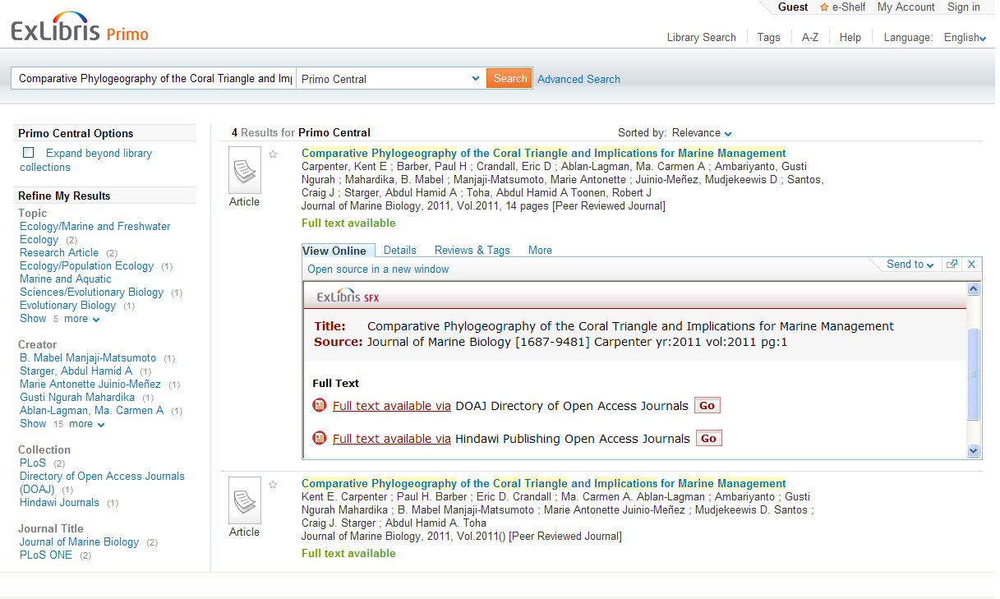 Guest e-Shelf My Account Sign in
ExLibris Primo
Library Search Tags A-Z Help Language: English
Comparative Phylogeography of the Coral Triangle and Imp Primo Central Search Advanced Search
Primo Central Options
Expand beyond library
collections
Refine My Results
Topic
Ecology/Marine and Freshwater
Ecology (2)
Research Article (2)
Ecology/Population Ecology (1)
Marine and Aquatic
Sciences/Evolutionary Biology (1)
Evolutionary Biology (1)
Show 5 more
Creator
B. Mabel Manjaji-Matsumoto (1)
Starger, Abdul Hamid A (1)
Marie Antonette Juinio-Meñez (1)
Gusti Ngurah Mahardika (1)
Ablan-Lagman, Ma. Carmen A (1)
Show 15 more
Collection
PLoS (2)
Directory of Open Access Journals
(DOAJ) (1)
Hindawi Journals (1)
Journal Title
Journal of Marine Biology (2)
PLoS ONE (2)
4 Results for Primo Central Sorted by: Relevance
Article
Comparative Phylogeography of the Coral Triangle and Implications for Marine Management
Carpenter, Kent E ; Barber, Paul H ; Crandall, Eric D ; Ablan-Lagman, Ma. Carmen A ; Ambariyanto, Gusti
Ngurah ; Mahardika, B. Mabel ; Manjaji-Matsumoto, Marie Antonette ; Juinio-Meñez, Mudjekeewis D ; Santos,
Craig J ; Starger, Abdul Hamid A ; Toha, Abdul Hamid A Toonen, Robert J
Journal of Marine Biology, 2011, Vol.2011, 14 pages [Peer Reviewed Journal]
Full text available
View Online Details Reviews & Tags More
Open source in a new window Send to X
ExLibris SFX
Title: Comparative Phylogeography of the Coral Triangle and Implications for Marine Management
Source: Journal of Marine Biology [1687-9481] Carpenter yr:2011 vol:2011 pg:1
Full Text
Full text available via DOAJ Directory of Open Access Journals Go
Full text available via Hindawi Publishing Open Access Journals Go
Article
Comparative Phylogeography of the Coral Triangle and Implications for Marine Management
Kent E. Carpenter ; Paul H. Barber ; Eric D. Crandall ; Ma. Carmen A. Ablan-Lagman ; Ambariyanto ; Gusti
Ngurah Mahardika ; B. Mabel Manjaji-Matsumoto ; Marie Antonette Juinio-Meñez ; Mudjekeewis D. Santos ;
Craig J. Starger ; Abdul Hamid A. Toha
Journal of Marine Biology, 2011, Vol.2011() [Peer Reviewed Journal]
Full text available